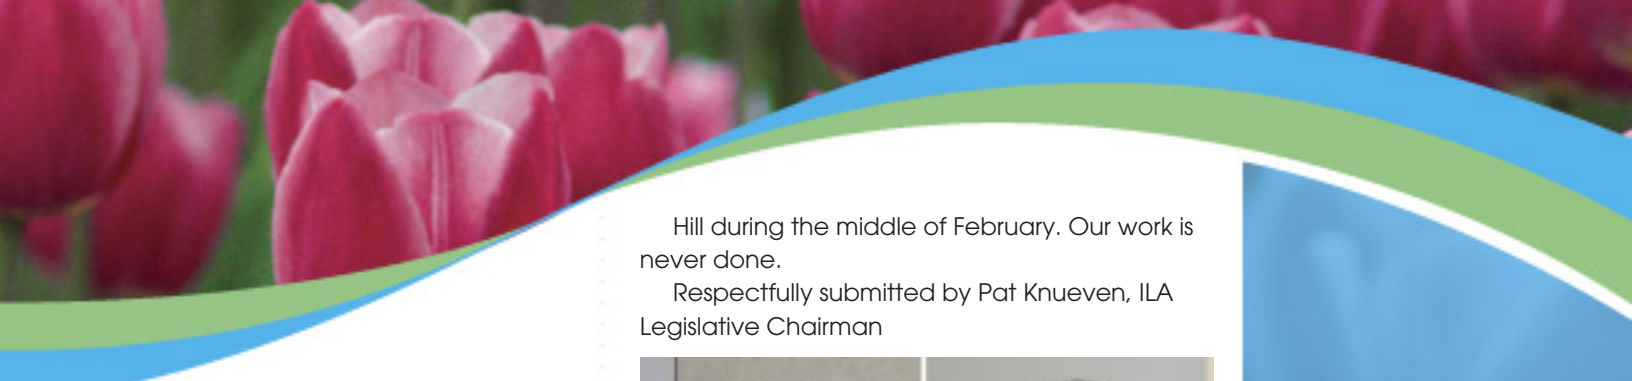 Hill during the middle of February. Our work is
never done.
Respectfully submitted by Pat Knueven, ILA
Legislative Chairman